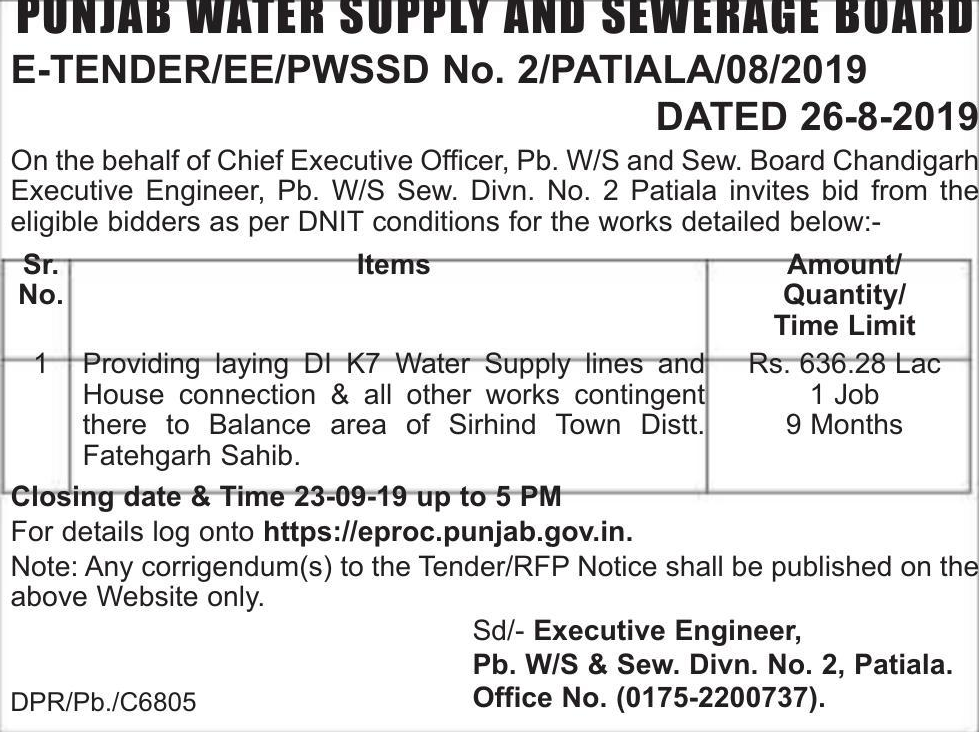 PUNJAB WATER SUPPLY AND SEWERAGE BOARD
E-TENDER/EE/PWSSD No. 2/PATIALA/08/2019
DATED 26-8-2019
On the behalf of Chief Executive Officer, Pb. W/S and Sew. Board Chandigarh
Executive Engineer, Pb. W/S Sew. Divn. No. 2 Patiala invites bid from the
eligible bidders as per DNIT conditions for the works detailed below:-
Sr. No.
Items
Amount/
Quantity/
Time Limit
1
Providing laying DI K7 Water Supply lines and
House connection & all other works contingent
there to Balance area of Sirhind Town Distt.
Fatehgarh Sahib.
Rs. 636.28 Lac
1 Job
9 Months
Closing date & Time 23-09-19 up to 5 PM
For details log onto https://eproc.punjab.gov.in.
Note: Any corrigendum(s) to the Tender/RFP Notice shall be published on the
above Website only.
Sd/- Executive Engineer,
Pb. W/S & Sew. Divn. No. 2, Patiala.
Office No. (0175-2200737).
DPR/Pb./C6805